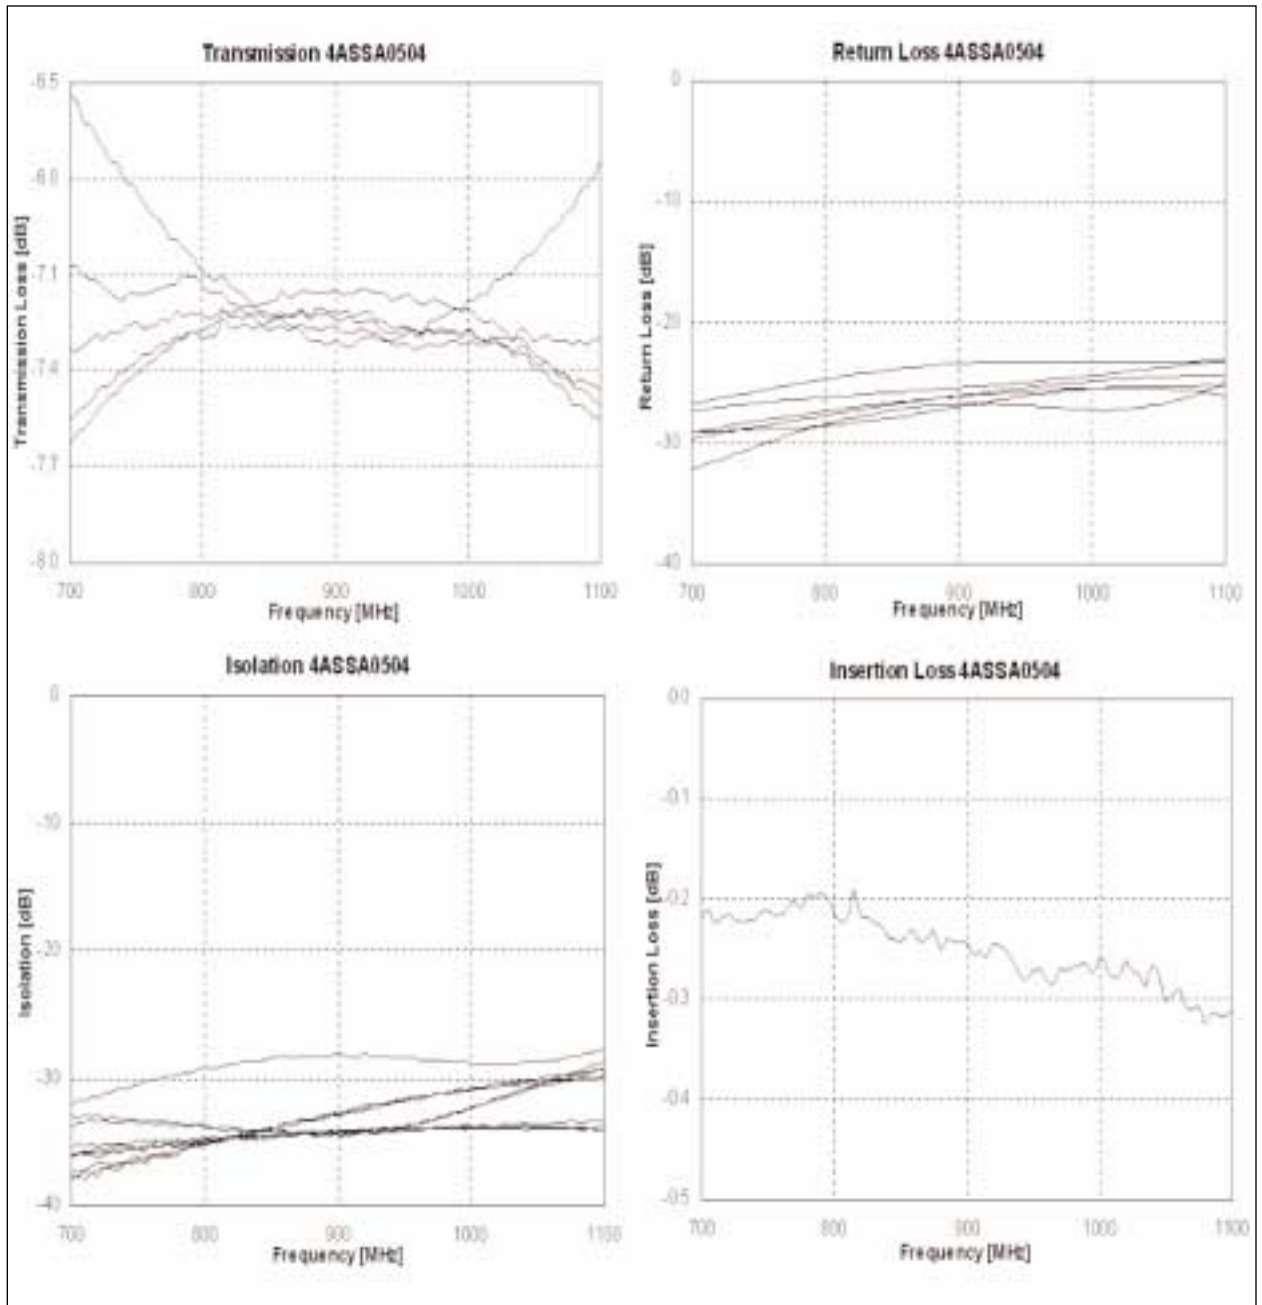 Transmission 4ASSA0504
-6.5
-6.8
-7.1
-7.4
-7.7
-8.0
Transmission Loss [dB]
700 800 900 1000 1100
Frequency [MHz]
Return Loss 4ASSA0504
0
-10
-20
-30
-40
Return Loss [dB]
700 800 900 1000 1100
Frequency [MHz]
Isolation 4ASSA0504
0
-10
-20
-30
-40
Isolation [dB]
700 800 900 1000 1100
Frequency [MHz]
Insertion Loss 4ASSA0504
0.0
-0.1
-0.2
-0.3
-0.4
-0.5
Insertion Loss [dB]
700 800 900 1000 1100
Frequency [MHz]